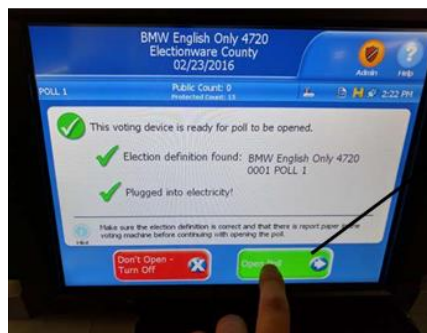 BMW English Only 4720
Electionware County
02/23/2016
Admin
Help
POLL 1
Public Count: 0
Protected Count: 13
2:22 PM
This voting device is ready for poll to be opened.
Election definition found: BMW English Only 4720
0001 POLL 1
Plugged into electricity!
Make sure the election definition is correct and that there is report paper in the
voting machine before continuing with opening the poll.
Hint
Don't Open -
Turn Off
Open